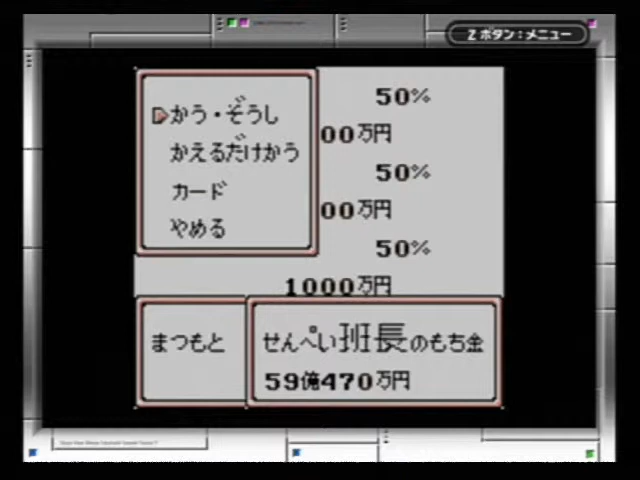 Zボタン：メニュー
かう・ぞうし
かえるだけかう
カード
やめる
50%
00万円
50%
00万円
50%
1000万円
まつもと
せんぺい班長のもち金
59億470万円